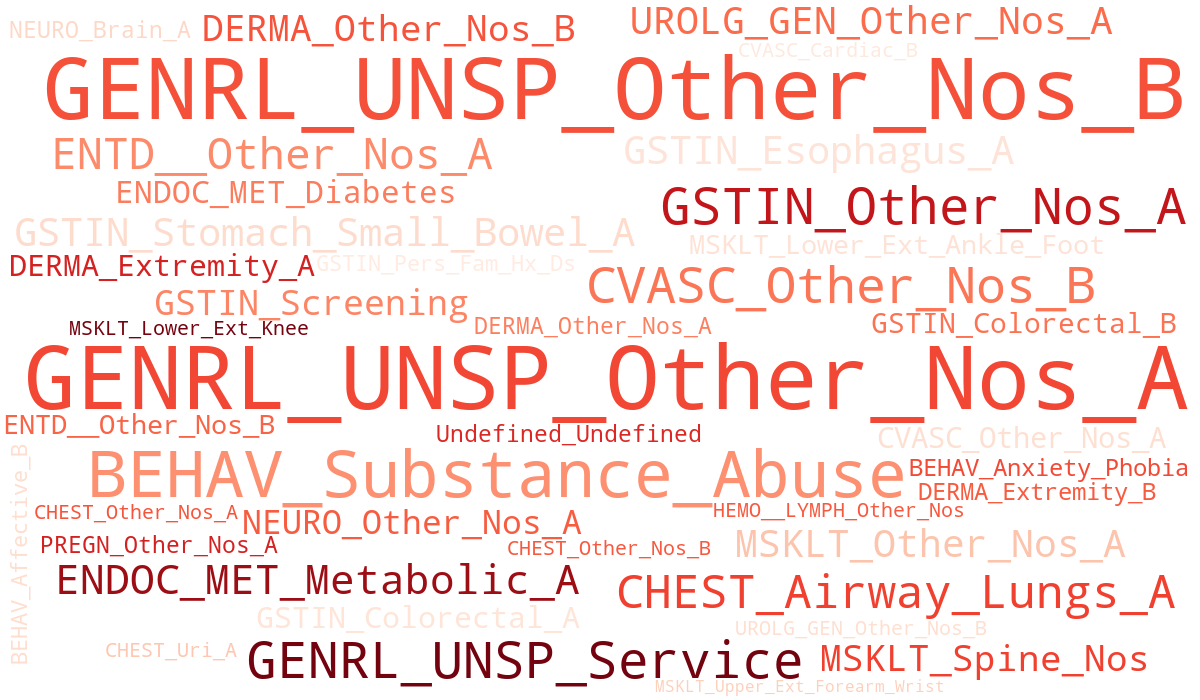 NEURO_Brain_A
DERMA_Other_Nos_B
UROLG_GEN_Other_Nos_A
CVASC_Cardiac_B
GENRL_UNSP_Other_Nos_B
ENTD__Other_Nos_A
GSTIN_Esophagus_A
ENDOC_MET_Diabetes
GSTIN_Other_Nos_A
GSTIN_Stomach_Small_Bowel_A
MSKLT_Lower_Ext_Ankle_Foot
DERMA_Extremity_A
GSTIN_Pers_Fam_Hx_Ds
CVASC_Other_Nos_B
GSTIN_Screening
MSKLT_Lower_Ext_Knee
DERMA_Other_Nos_A
GSTIN_Colorectal_B
GENRL_UNSP_Other_Nos_A
ENTD__Other_Nos_B
Undefined_Undefined
CVASC_Other_Nos_A
BEHAV_Substance_Abuse
BEHAV_Anxiety_Phobia
DERMA_Extremity_B
BEHAV_Affective_B
CHEST_Other_Nos_A
NEURO_Other_Nos_A
HEMO__LYMPH_Other_Nos
PREGN_Other_Nos_A
CHEST_Other_Nos_B
MSKLT_Other_Nos_A
ENDOC_MET_Metabolic_A
CHEST_Airway_Lungs_A
GSTIN_Colorectal_A
UROLG_GEN_Other_Nos_B
CHEST_Uri_A
GENRL_UNSP_Service
MSKLT_Spine_Nos
MSKLT_Upper_Ext_Forearm_Wrist